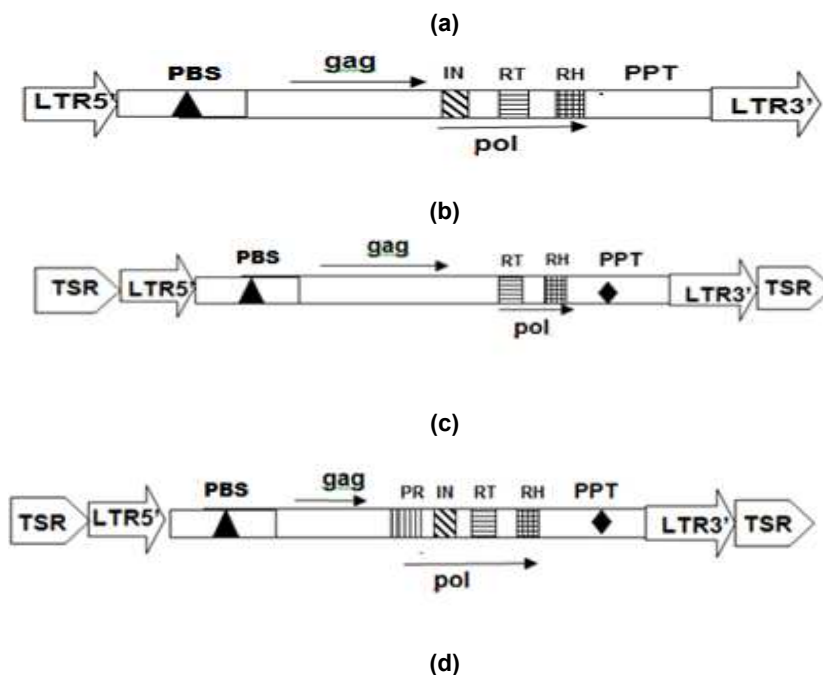 (a)
gag
PBS IN RT RH PPT
LTR5' LTR3'
pol
(b)
gag
PBS RT RH PPT
TSR LTR5' LTR3' TSR
pol
(c)
gag
PBS PR IN RT RH PPT
TSR LTR5' LTR3' TSR
pol
(d)